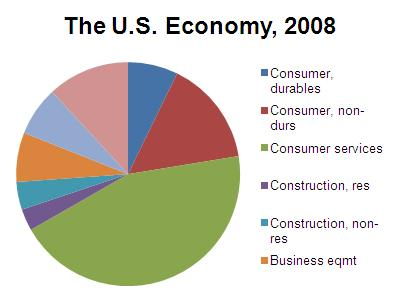 The U.S. Economy, 2008
Consumer,
durables
Consumer, non-
durs
Consumer services
Construction, res
Construction, non-
res
Business eqmt